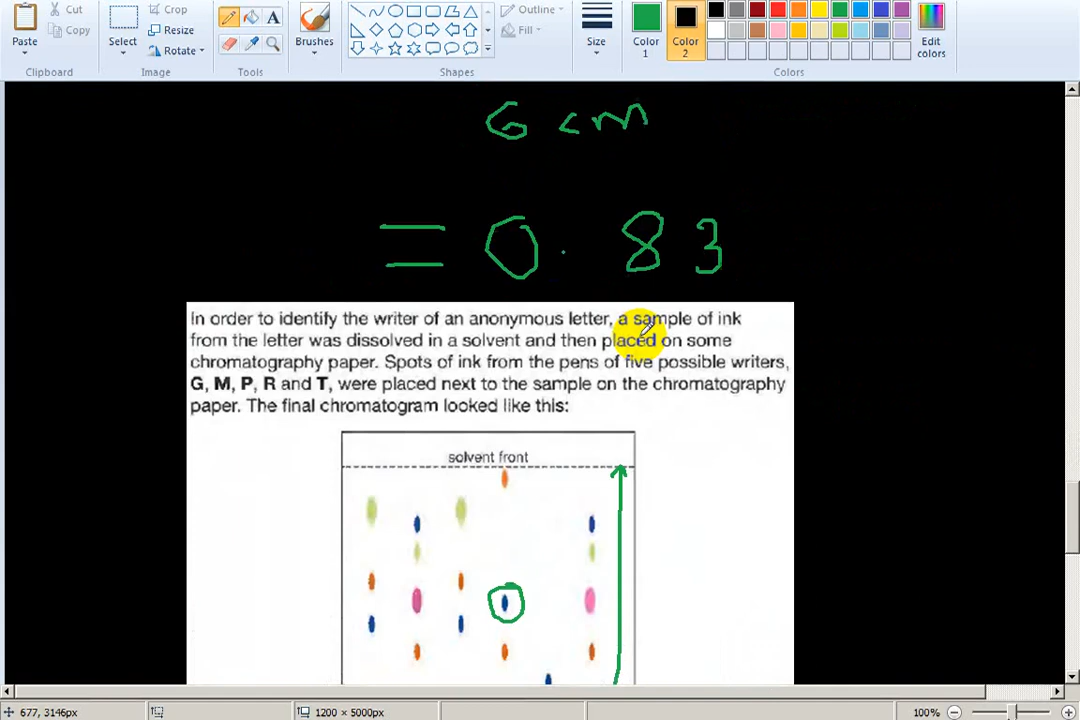 Cut
Copy
Paste
Clipboard
Select
Resize
Rotate
Image
A
Tools
Brushes
Outline
Fill
Shapes
Size
Color 1
Color 2
Edit colors
Colors
6 cm
= 0.83
In order to identify the writer of an anonymous letter, a sample of ink
from the letter was dissolved in a solvent and then placed on some
chromatography paper. Spots of ink from the pens of five possible writers,
G, M, P, R and T, were placed next to the sample on the chromatography
paper. The final chromatogram looked like this:
solvent front
677, 3146px
1200 × 5000px
100%